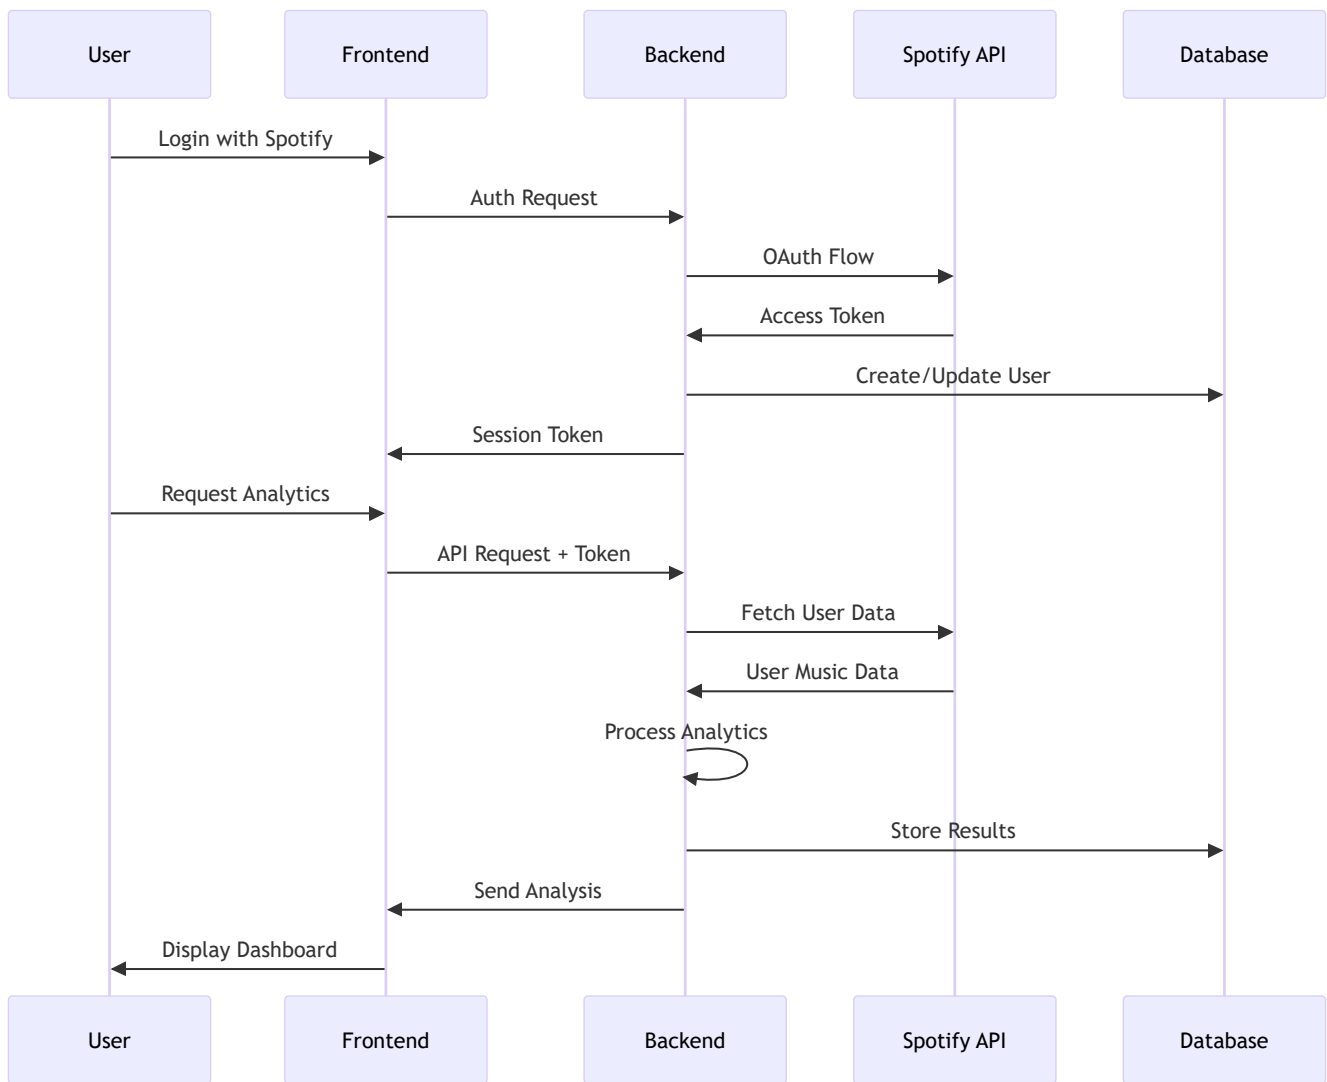 User
Frontend
Backend
Spotify API
Database
Login with Spotify
Auth Request
OAuth Flow
Access Token
Create/Update User
Session Token
Request Analytics
API Request + Token
Fetch User Data
User Music Data
Process Analytics
Store Results
Send Analysis
Display Dashboard
User
Frontend
Backend
Spotify API
Database